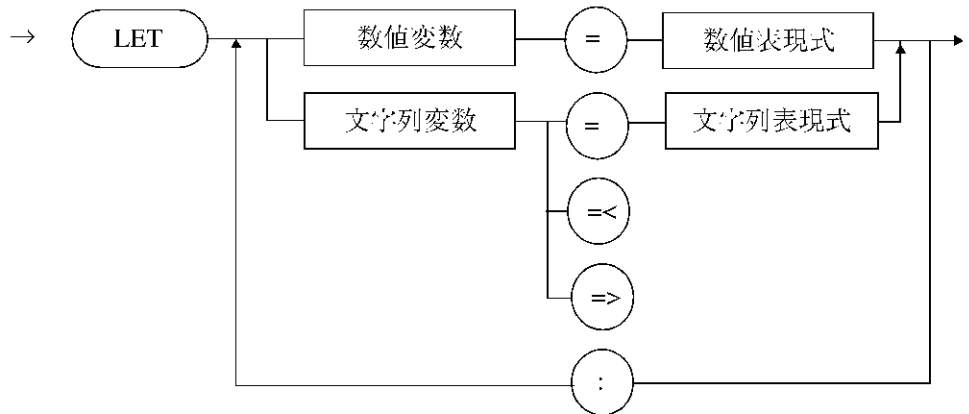 → LET 数値変数 = 数値表現式
文字列変数 = 文字列表現式
=<
=>
: